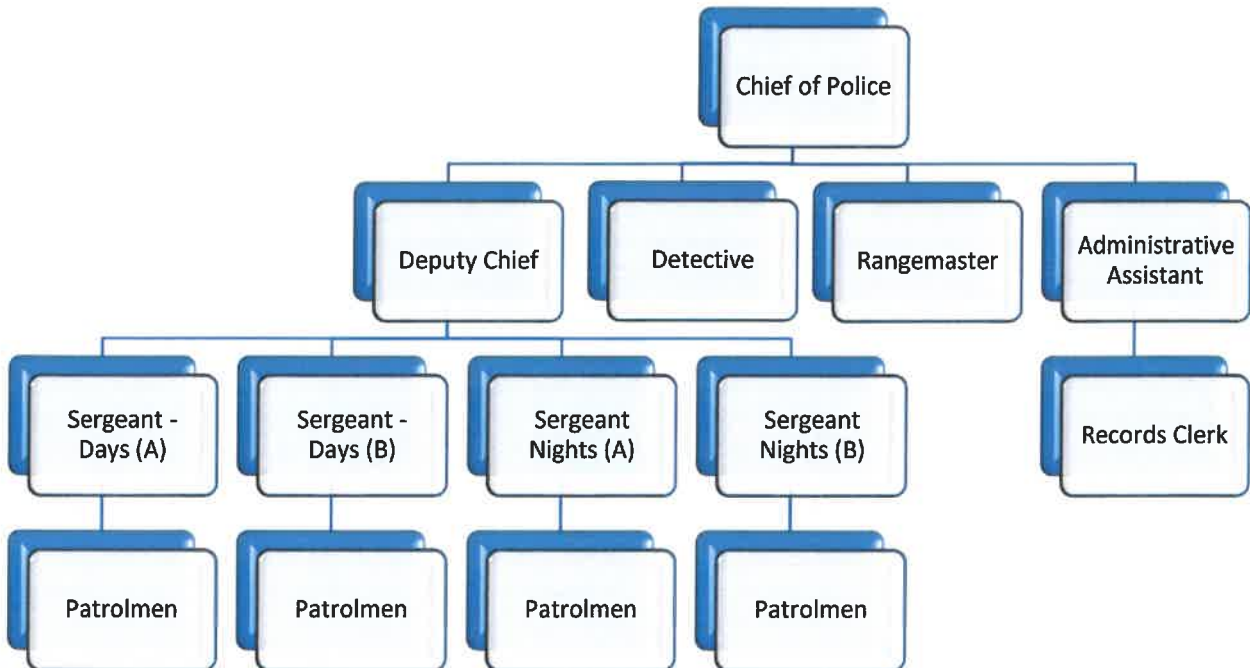 Chief of Police
Deputy Chief
Detective
Rangemaster
Administrative
Assistant
Sergeant -
Days (A)
Sergeant -
Days (B)
Sergeant
Nights (A)
Sergeant
Nights (B)
Records Clerk
Patrolmen
Patrolmen
Patrolmen
Patrolmen